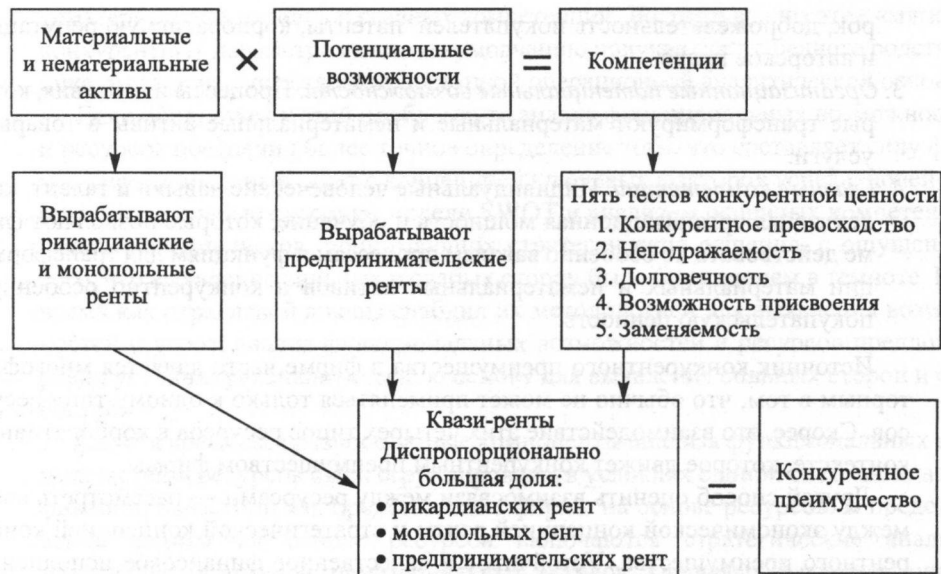 Материальные
и нематериальные
активы
×
Потенциальные
возможности
=
Компетенции
Вырабатывают
рикардианские
и монопольные
ренты
Вырабатывают
предпринимательские
ренты
Пять тестов конкурентной ценности
1. Конкурентное превосходство
2. Неподражаемость
3. Долговечность
4. Возможность присвоения
5. Заменяемость
Квази-ренты
Диспропорционально
большая доля:
• рикардианских рент
• монопольных рент
• предпринимательских рент
=
Конкурентное
преимущество